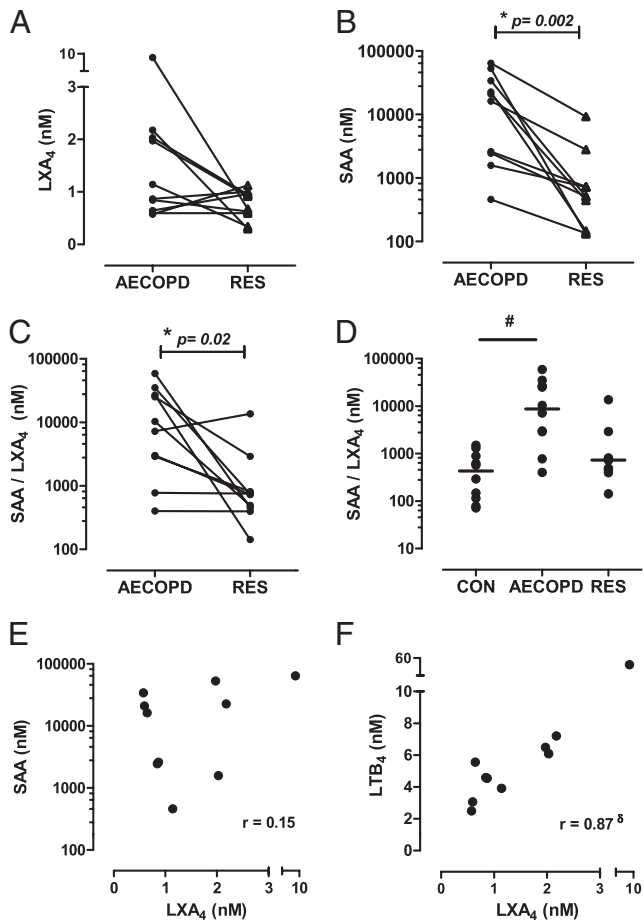 A
10
3
2
1
0
LXA4 (nM)
AECOPD RES
B
* p= 0.002
100000
10000
1000
100
SAA (nM)
AECOPD RES
C
* p= 0.02
100000
10000
1000
100
SAA / LXA4 (nM)
AECOPD RES
D
#
100000
10000
1000
100
10
SAA / LXA4 (nM)
CON AECOPD RES
E
100000
10000
1000
100
SAA (nM)
r = 0.15
0 1 2 3 10
LXA4 (nM)
F
60
10
8
6
4
2
0
LTB4 (nM)
r = 0.87 δ
0 1 2 3 10
LXA4 (nM)